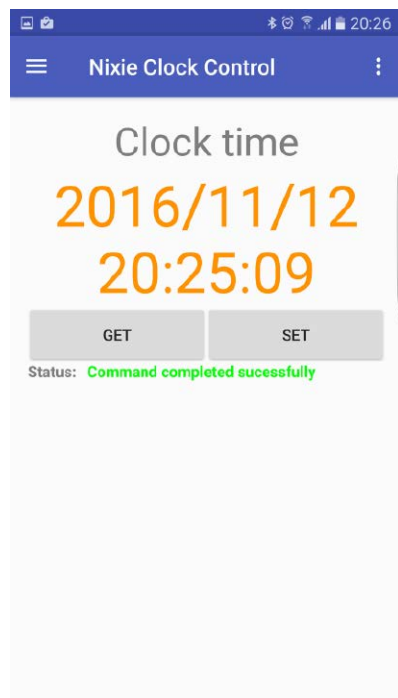 20:26
Nixie Clock Control
Clock time
2016/11/12
20:25:09
GET SET
Status: Command completed sucessfully